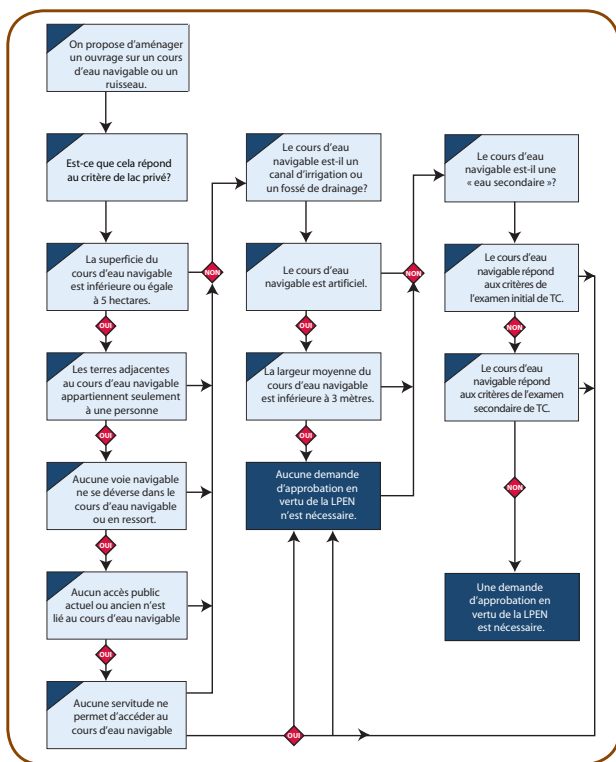 On propose d'aménager
un ouvrage sur un cours
d'eau navigable ou un
ruisseau.
Est-ce que cela répond
au critère de lac privé?
La superficie du
cours d'eau navigable
est inférieure ou égale
à 5 hectares.
NON
OUI
Les terres adjacentes
au cours d'eau navigable
appartiennent seulement
à une personne
OUI
Aucune voie navigable
ne se déverse dans le
cours d'eau navigable
ou en ressort.
OUI
Aucun accès public
actuel ou ancien n'est
lié au cours d'eau navigable
OUI
Aucune servitude ne
permet d'accéder au
cours d'eau navigable
OUI
Le cours d'eau
navigable est-il un
canal d'irrigation ou
un fossé de drainage?
Le cours d'eau
navigable est artificiel.
NON
OUI
La largeur moyenne du
cours d'eau navigable
est inférieure à 3 mètres.
OUI
Aucune demande
d'approbation en
vertu de la LPEN
n'est nécessaire.
Le cours d'eau
navigable est-il une
« eau secondaire »?
Le cours d'eau
navigable répond
aux critères de
l'examen initial de TC.
NON
Le cours d'eau
navigable répond
aux critères de l'examen
secondaire de TC.
NON
Une demande
d'approbation en
vertu de la LPEN
est nécessaire.